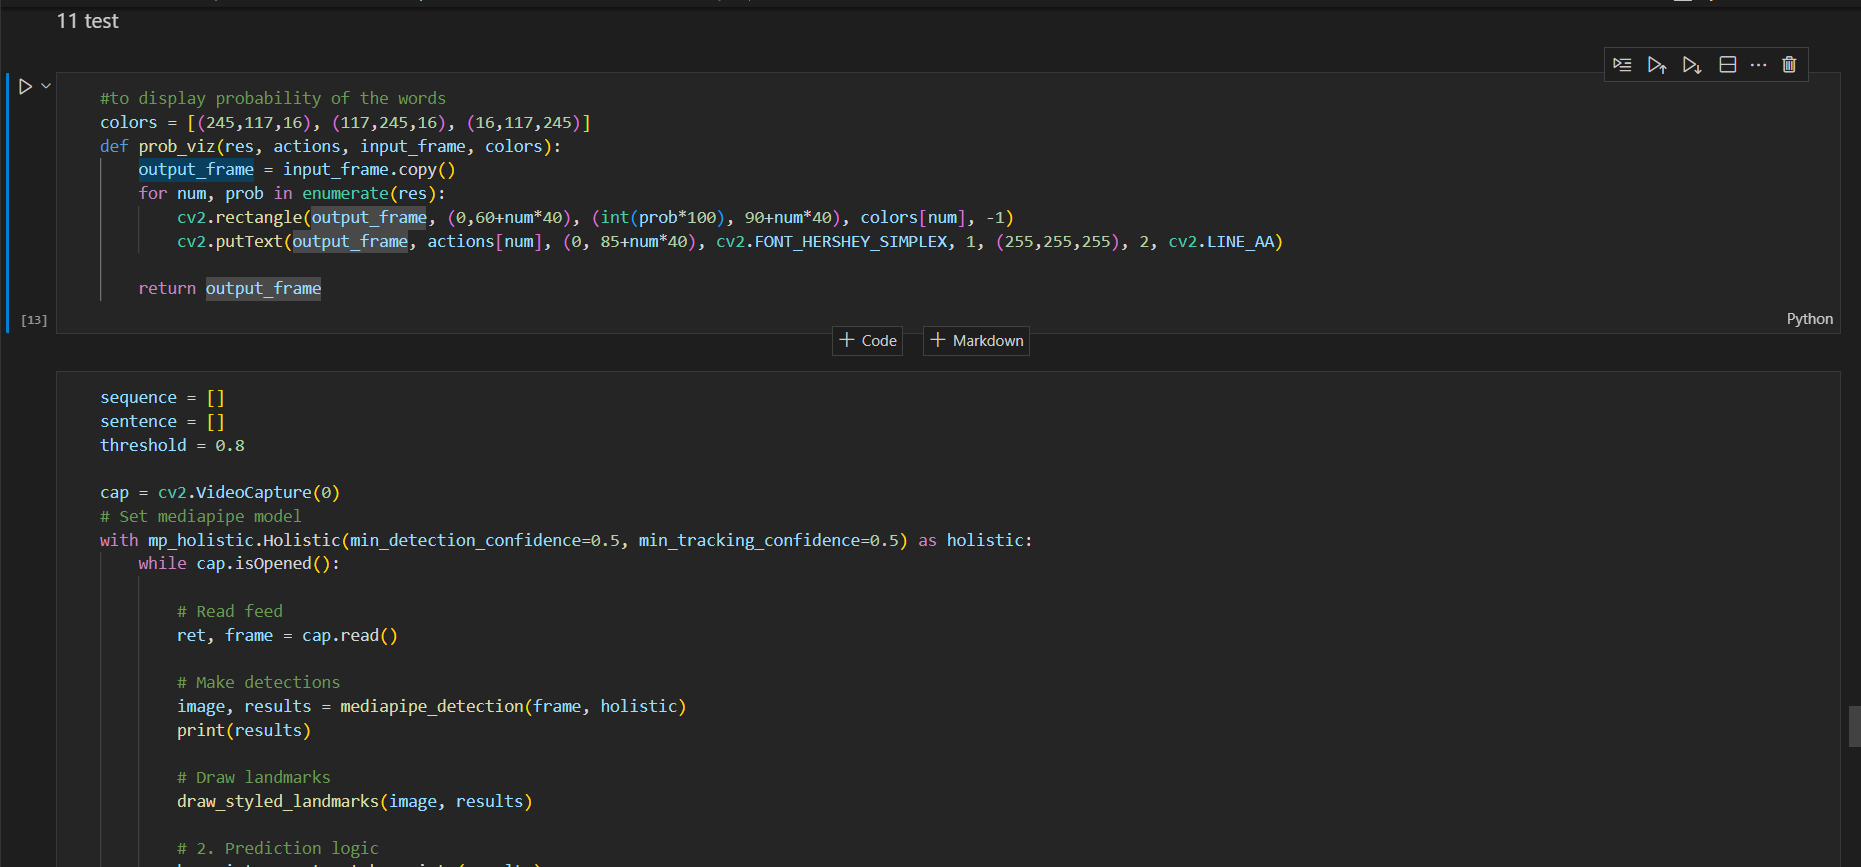 11 test
#to display probability of the words
colors = [(245,117,16), (117,245,16), (16,117,245)]
def prob_viz(res, actions, input_frame, colors):
    output_frame = input_frame.copy()
    for num, prob in enumerate(res):
        cv2.rectangle(output_frame, (0,60+num*40), (int(prob*100), 90+num*40), colors[num], -1)
        cv2.putText(output_frame, actions[num], (0, 85+num*40), cv2.FONT_HERSHEY_SIMPLEX, 1, (255,255,255), 2, cv2.LINE_AA)
    return output_frame
[13]
Python
+ Code + Markdown
sequence = []
sentence = []
threshold = 0.8
cap = cv2.VideoCapture(0)
# Set mediapipe model
with mp_holistic.Holistic(min_detection_confidence=0.5, min_tracking_confidence=0.5) as holistic:
    while cap.isOpened():
        # Read feed
        ret, frame = cap.read()
        # Make detections
        image, results = mediapipe_detection(frame, holistic)
        print(results)
        # Draw landmarks
        draw_styled_landmarks(image, results)
        # 2. Prediction logic